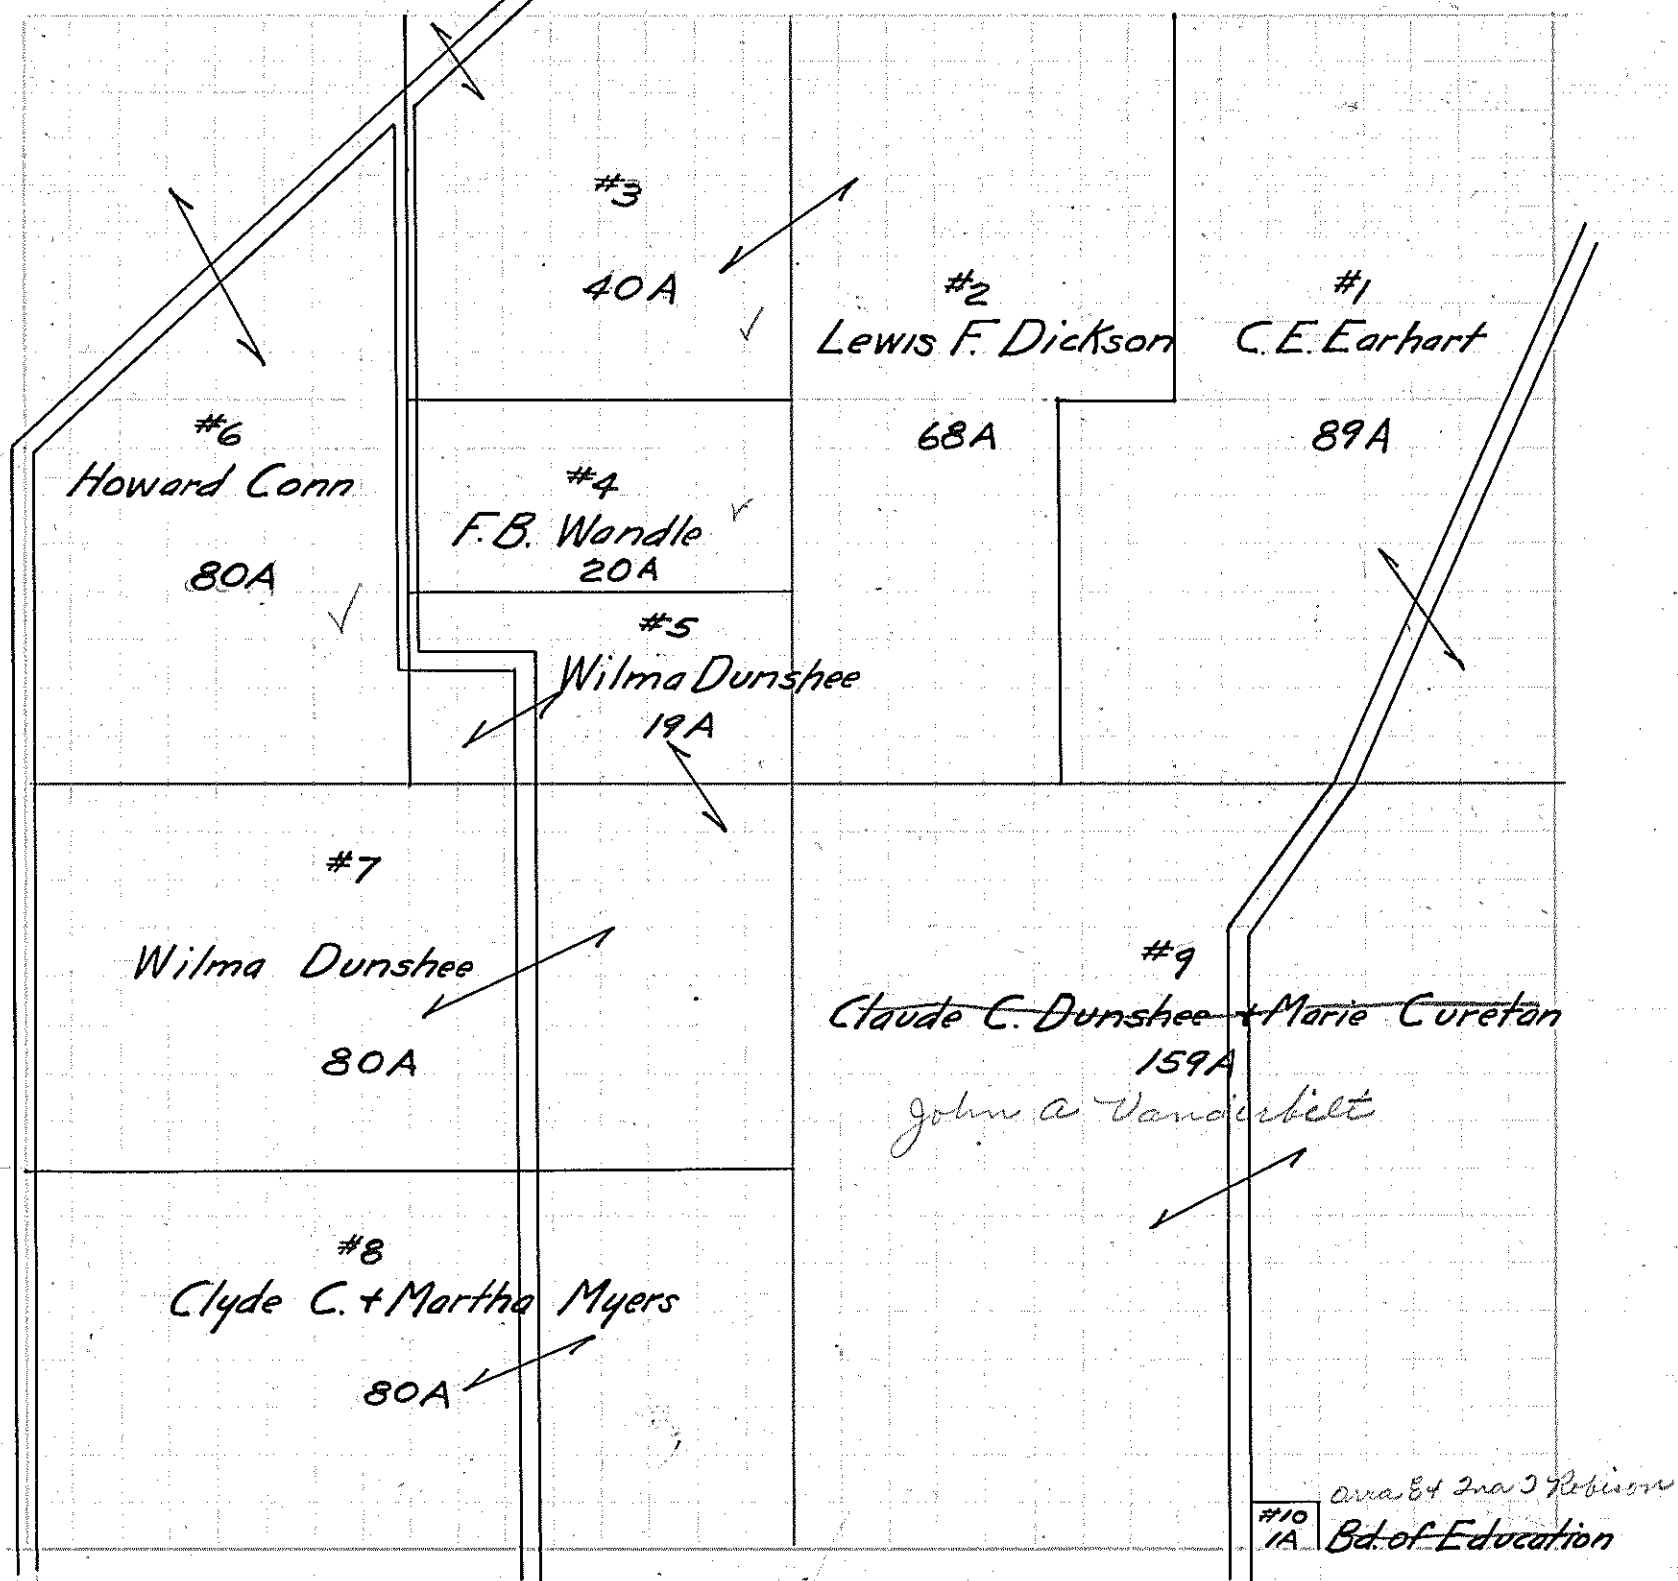 #3
40A
#2
Lewis F. Dickson
68A
#1
C. E. Earhart
89A
#6
Howard Conn
80A
#4
F. B. Wandle
20A
#5
Wilma Dunshee
19A
#7
Wilma Dunshee
80A
#9
Claude C. Dunshee + Marie Curetan
159A
John A Vanderbilt
#8
Clyde C. + Martha Myers
80A
Robison
#10
1A
Bd. of Education